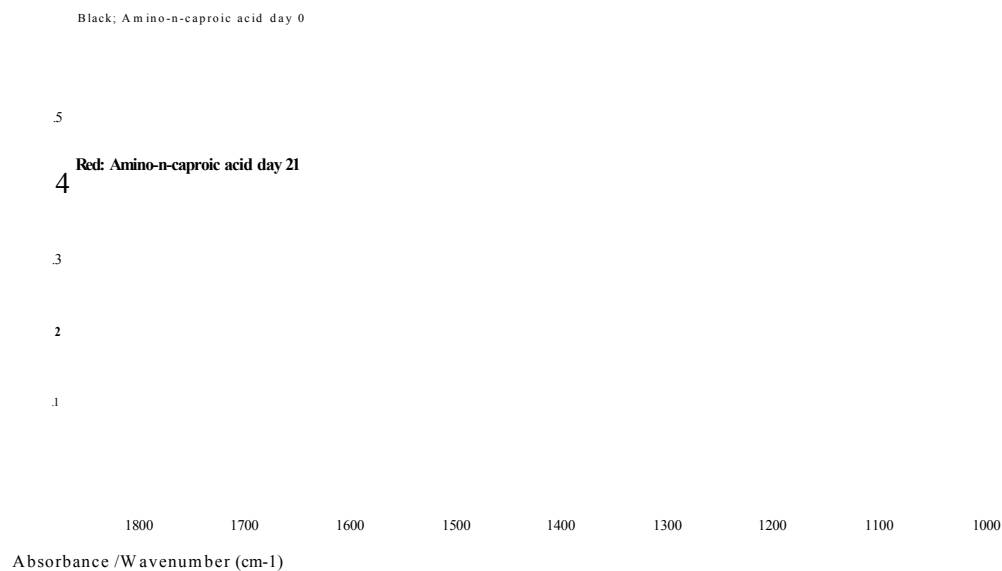 Black; Amino-n-caproic acid day 0
.5
Red: Amino-n-caproic acid day 21
4
.3
2
.1
1800 1700 1600 1500 1400 1300 1200 1100 1000
Absorbance /Wavenumber (cm-1)